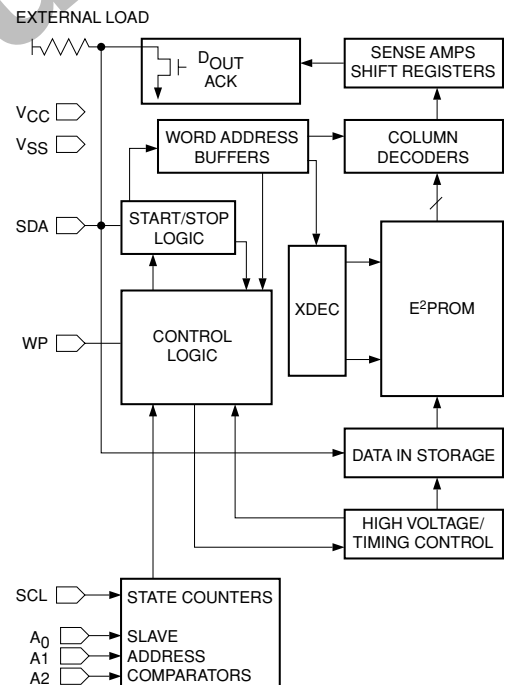 EXTERNAL LOAD
DOUT
ACK
SENSE AMPS
SHIFT REGISTERS
VCC
VSS
WORD ADDRESS
BUFFERS
COLUMN
DECODERS
SDA
START/STOP
LOGIC
XDEC
E²PROM
WP
CONTROL
LOGIC
DATA IN STORAGE
HIGH VOLTAGE/
TIMING CONTROL
SCL
STATE COUNTERS
A0
SLAVE
A1
ADDRESS
A2
COMPARATORS